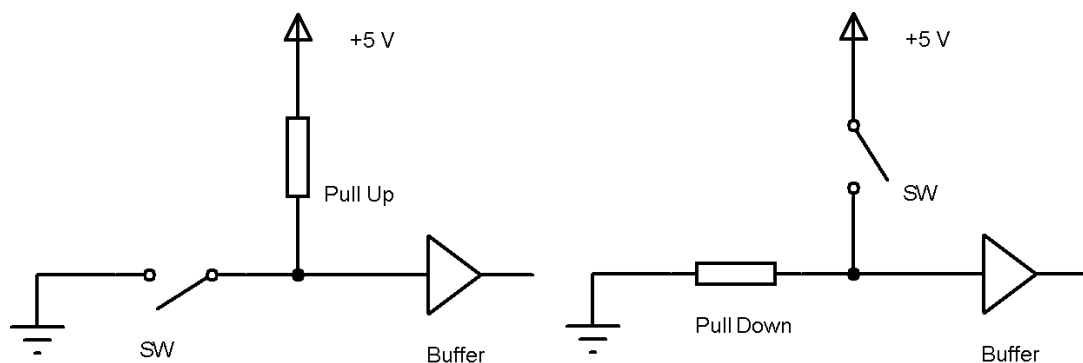 +5 V
Pull Up
SW
Buffer
+5 V
SW
Pull Down
Buffer